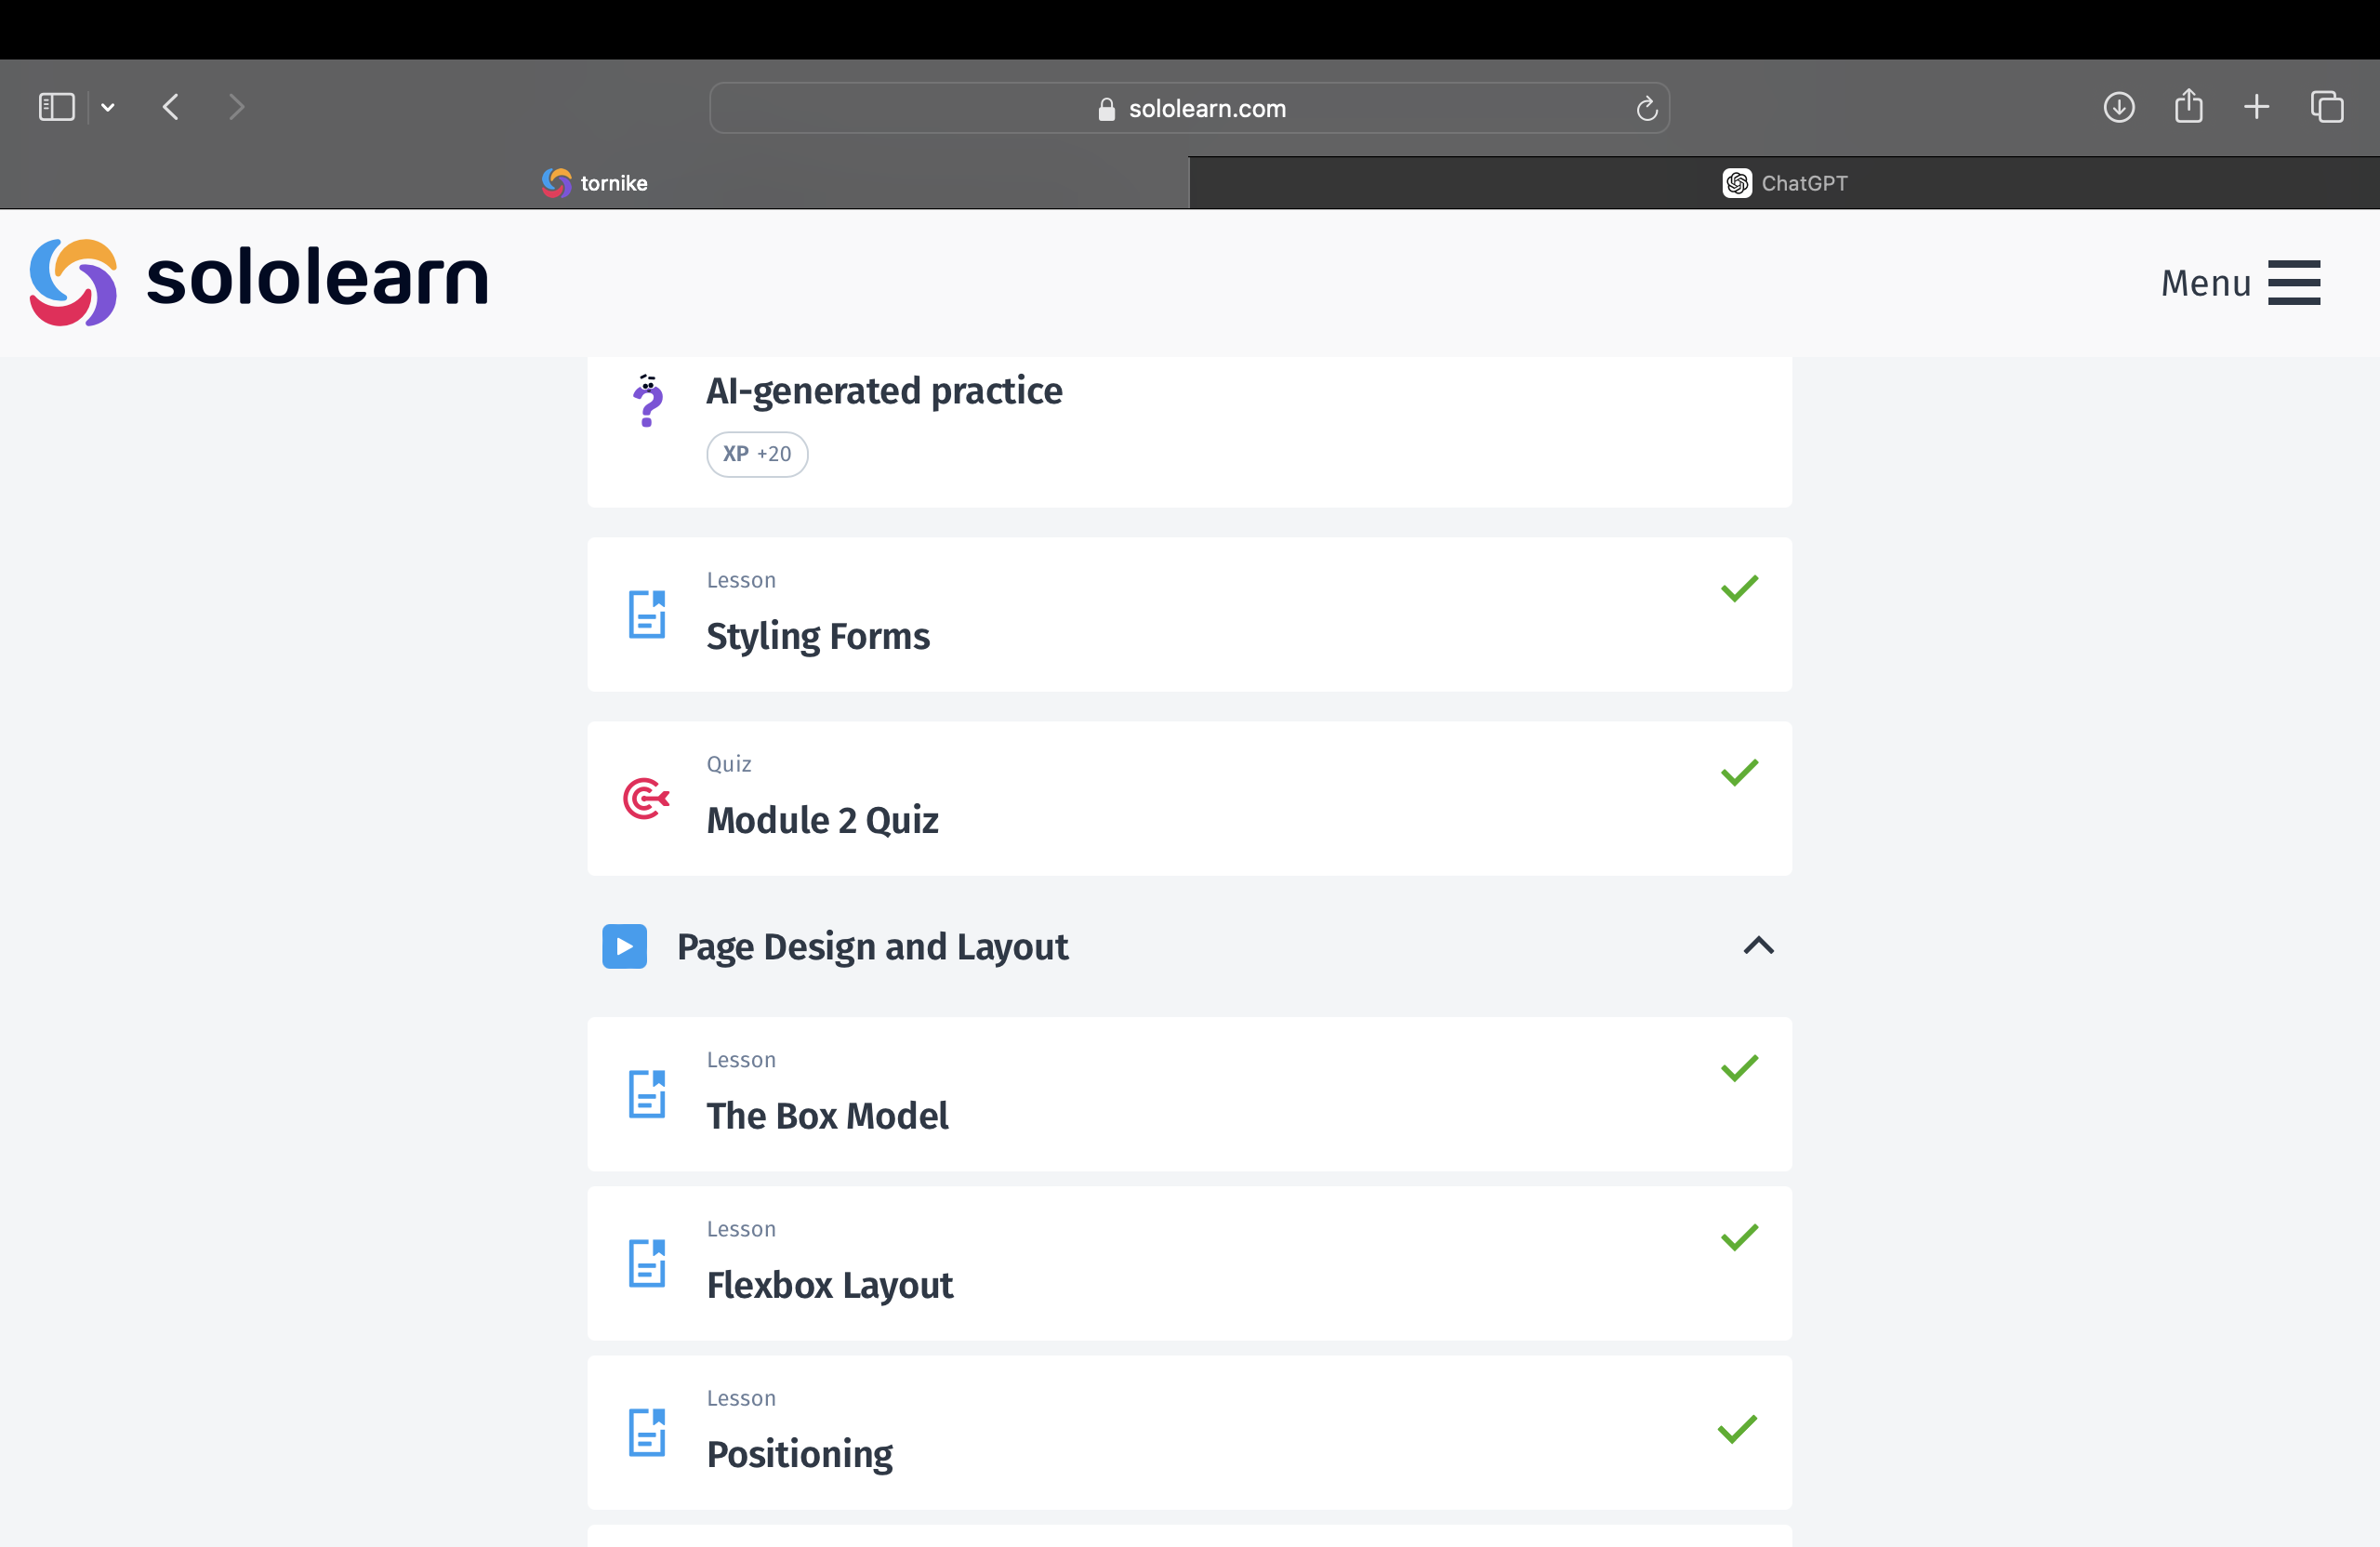 sololearn.com
tornike
ChatGPT
sololearn
Menu
AI-generated practice
XP +20
Lesson
Styling Forms
Quiz
Module 2 Quiz
Page Design and Layout
Lesson
The Box Model
Lesson
Flexbox Layout
Lesson
Positioning